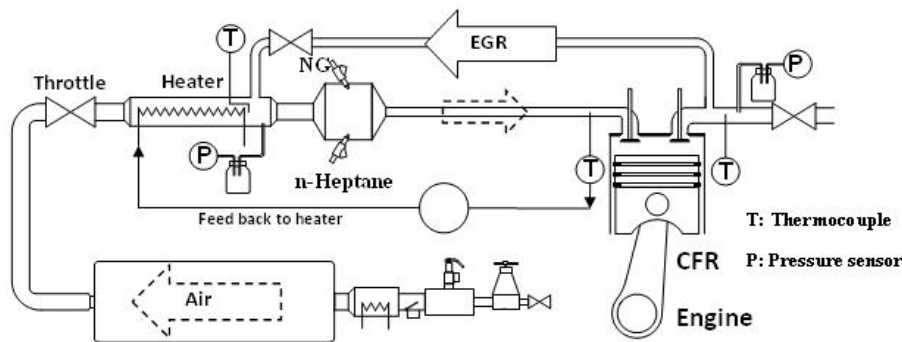 EGR
P
T
NG
Throttle
Heater
P
n-Heptane
T
T
Feed back to heater
T: Thermocouple
CFR
P: Pressure sensor
Air
Engine